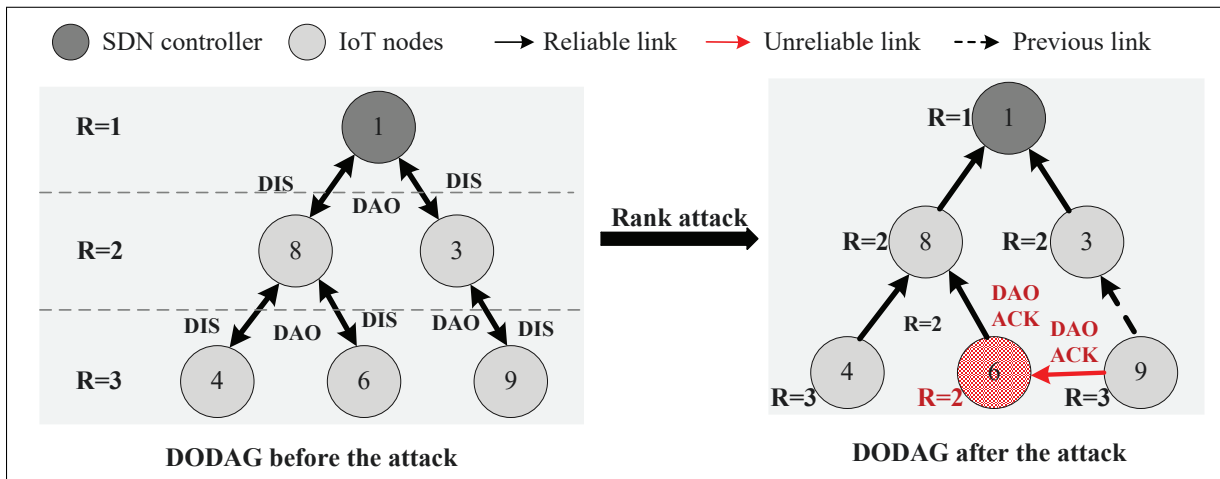 SDN controller IoT nodes Reliable link Unreliable link Previous link
R=1
1
DIS DIS
DAO
R=2
8 3
DIS DAO DIS DAO DIS
R=3
4 6 9
DODAG before the attack
Rank attack
R=1 1
R=2 8 R=2 3
DAO
ACK
R=2
DAO
ACK
4 6 9
R=3 R=2 R=3
DODAG after the attack